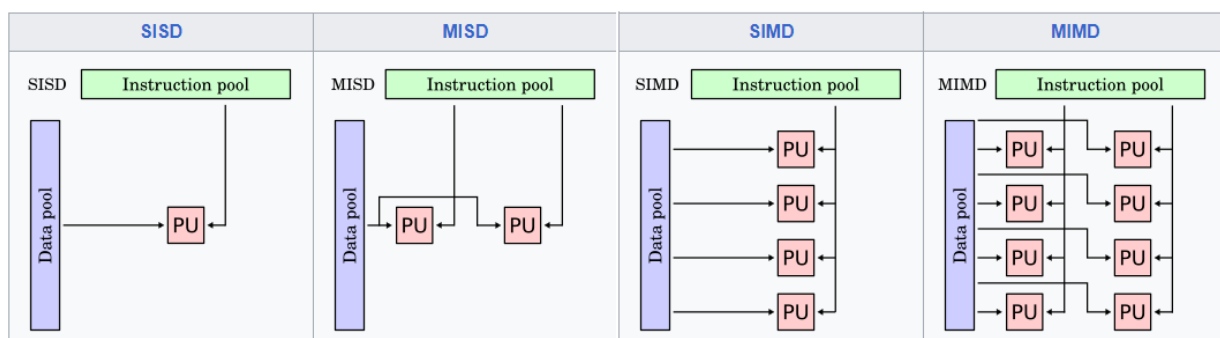 SISD
MISD
SIMD
MIMD
SISD Instruction pool
Data pool
PU
MISD Instruction pool
Data pool
PU PU
SIMD Instruction pool
Data pool
PU
PU
PU
PU
MIMD Instruction pool
Data pool
PU PU
PU PU
PU PU
PU PU